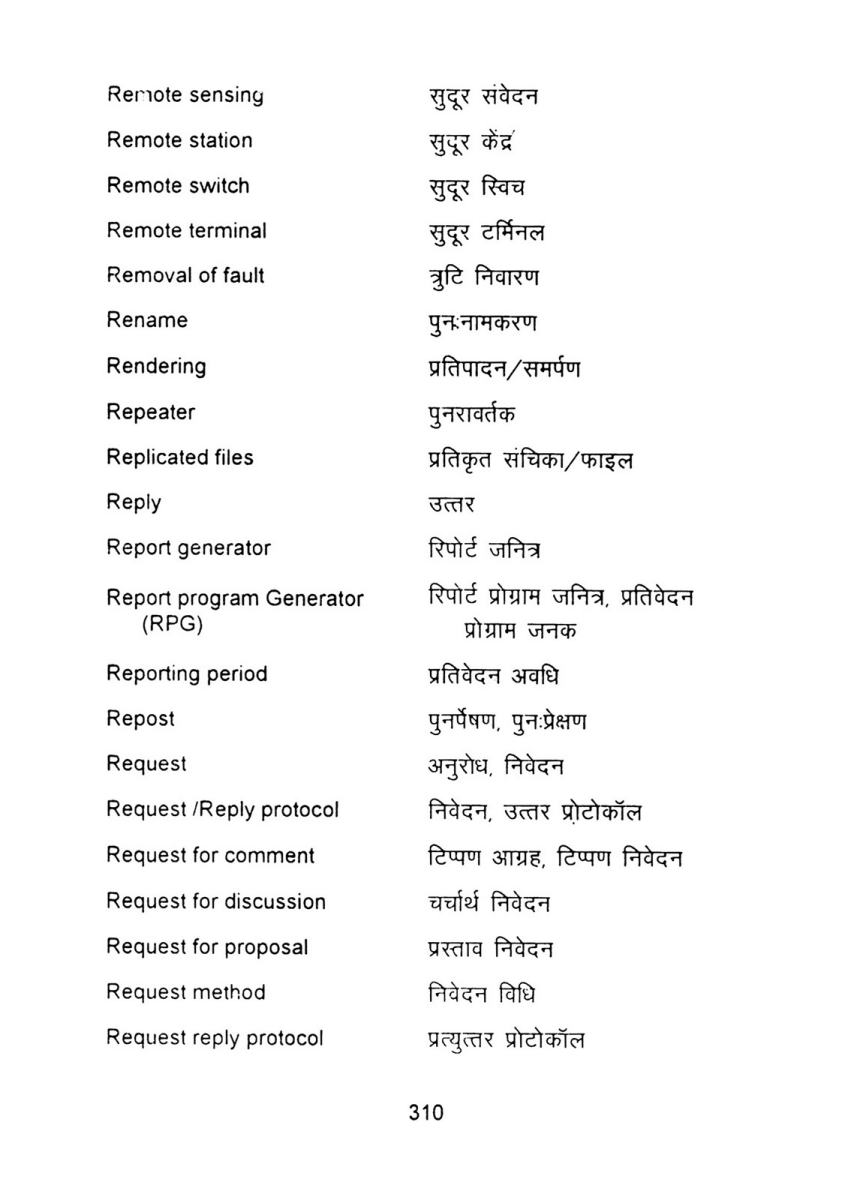 Remote sensing सुदूर संवेदन
Remote station सुदूर केंद्र
Remote switch सुदूर स्विच
Remote terminal सुदूर टर्मिनल
Removal of fault त्रुटि निवारण
Rename पुनःनामकरण
Rendering प्रतिपादन/समर्पण
Repeater पुनरावर्तक
Replicated files प्रतिकृत संचिका/फाइल
Reply उत्तर
Report generator रिपोर्ट जनित्र
Report program Generator रिपोर्ट प्रोग्राम जनित्र, प्रतिवेदन
(RPG) प्रोग्राम जनक
Reporting period प्रतिवेदन अवधि
Repost पुनर्पेषण, पुनःप्रेक्षण
Request अनुरोध, निवेदन
Request /Reply protocol निवेदन, उत्तर प्रोटोकॉल
Request for comment टिप्पण आग्रह, टिप्पण निवेदन
Request for discussion चर्चार्थ निवेदन
Request for proposal प्रस्ताव निवेदन
Request method निवेदन विधि
Request reply protocol प्रत्युत्तर प्रोटोकॉल
310